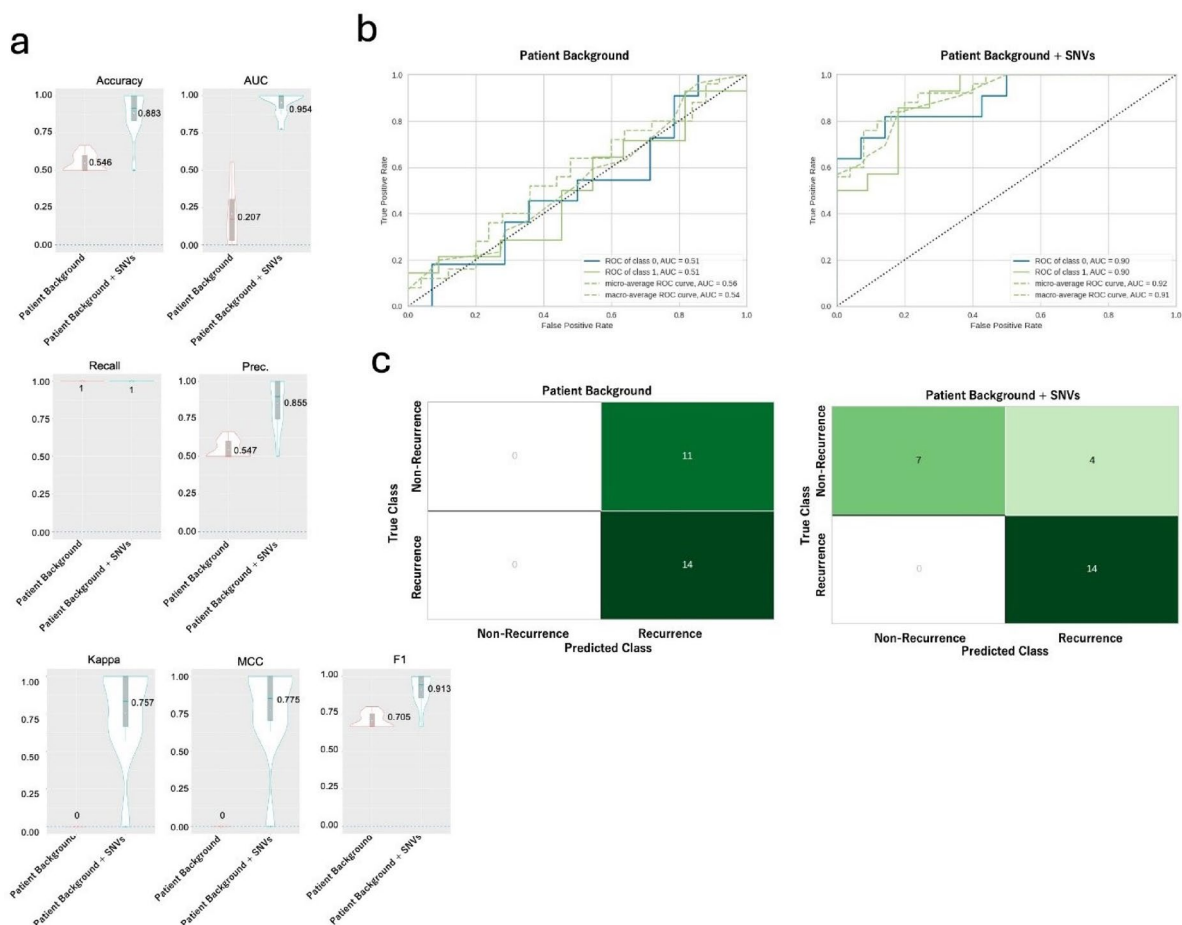 a
Accuracy
1.00
0.75
0.50
0.25
0.00
0.546
0.883
Patient Background
Patient Background + SNVs
AUC
1.00
0.75
0.50
0.25
0.00
0.207
0.954
Patient Background
Patient Background + SNVs
Recall
1.00
0.75
0.50
0.25
0.00
1
1
Patient Background
Patient Background + SNVs
Prec.
1.00
0.75
0.50
0.25
0.00
0.547
0.855
Patient Background
Patient Background + SNVs
Kappa
1.00
0.75
0.50
0.25
0.00
0
0.757
Patient Background
Patient Background + SNVs
MCC
1.00
0.75
0.50
0.25
0.00
0
0.775
Patient Background
Patient Background + SNVs
F1
1.00
0.75
0.50
0.25
0.00
0.705
0.913
Patient Background
Patient Background + SNVs
b
Patient Background
True Positive Rate
1.0
0.8
0.6
0.4
0.2
0.0
ROC of class 0, AUC = 0.51
ROC of class 1, AUC = 0.51
micro-average ROC curve, AUC = 0.56
macro-average ROC curve, AUC = 0.54
0.0 0.2 0.4 0.6 0.8 1.0
False Positive Rate
Patient Background + SNVs
True Positive Rate
1.0
0.8
0.6
0.4
0.2
0.0
ROC of class 0, AUC = 0.90
ROC of class 1, AUC = 0.90
micro-average ROC curve, AUC = 0.92
macro-average ROC curve, AUC = 0.91
0.0 0.2 0.4 0.6 0.8 1.0
False Positive Rate
c
Patient Background
True Class
Non-Recurrence
Recurrence
0 11
0 14
Non-Recurrence Recurrence
Predicted Class
Patient Background + SNVs
True Class
Non-Recurrence
Recurrence
7 4
0 14
Non-Recurrence Recurrence
Predicted Class